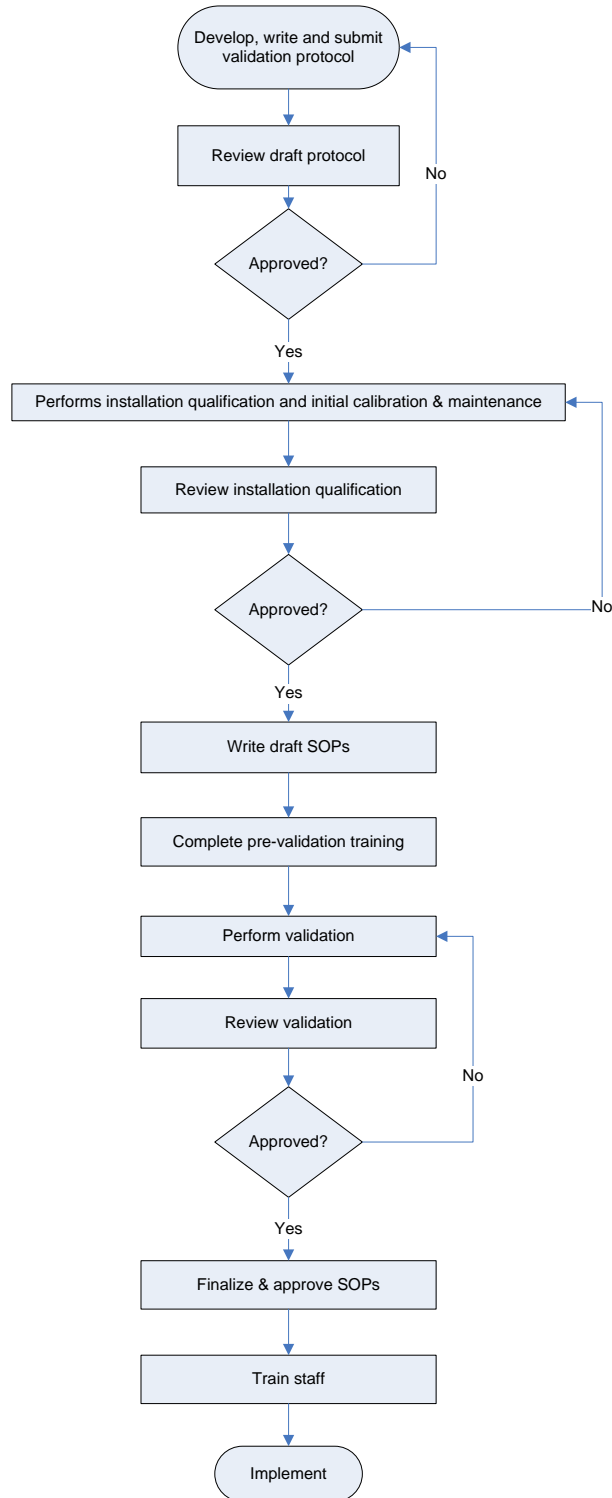 Develop, write and submit
validation protocol
Review draft protocol
No
Approved?
Yes
Performs installation qualification and initial calibration & maintenance
Review installation qualification
Approved?
No
Yes
Write draft SOPs
Complete pre-validation training
Perform validation
Review validation
No
Approved?
Yes
Finalize & approve SOPs
Train staff
Implement